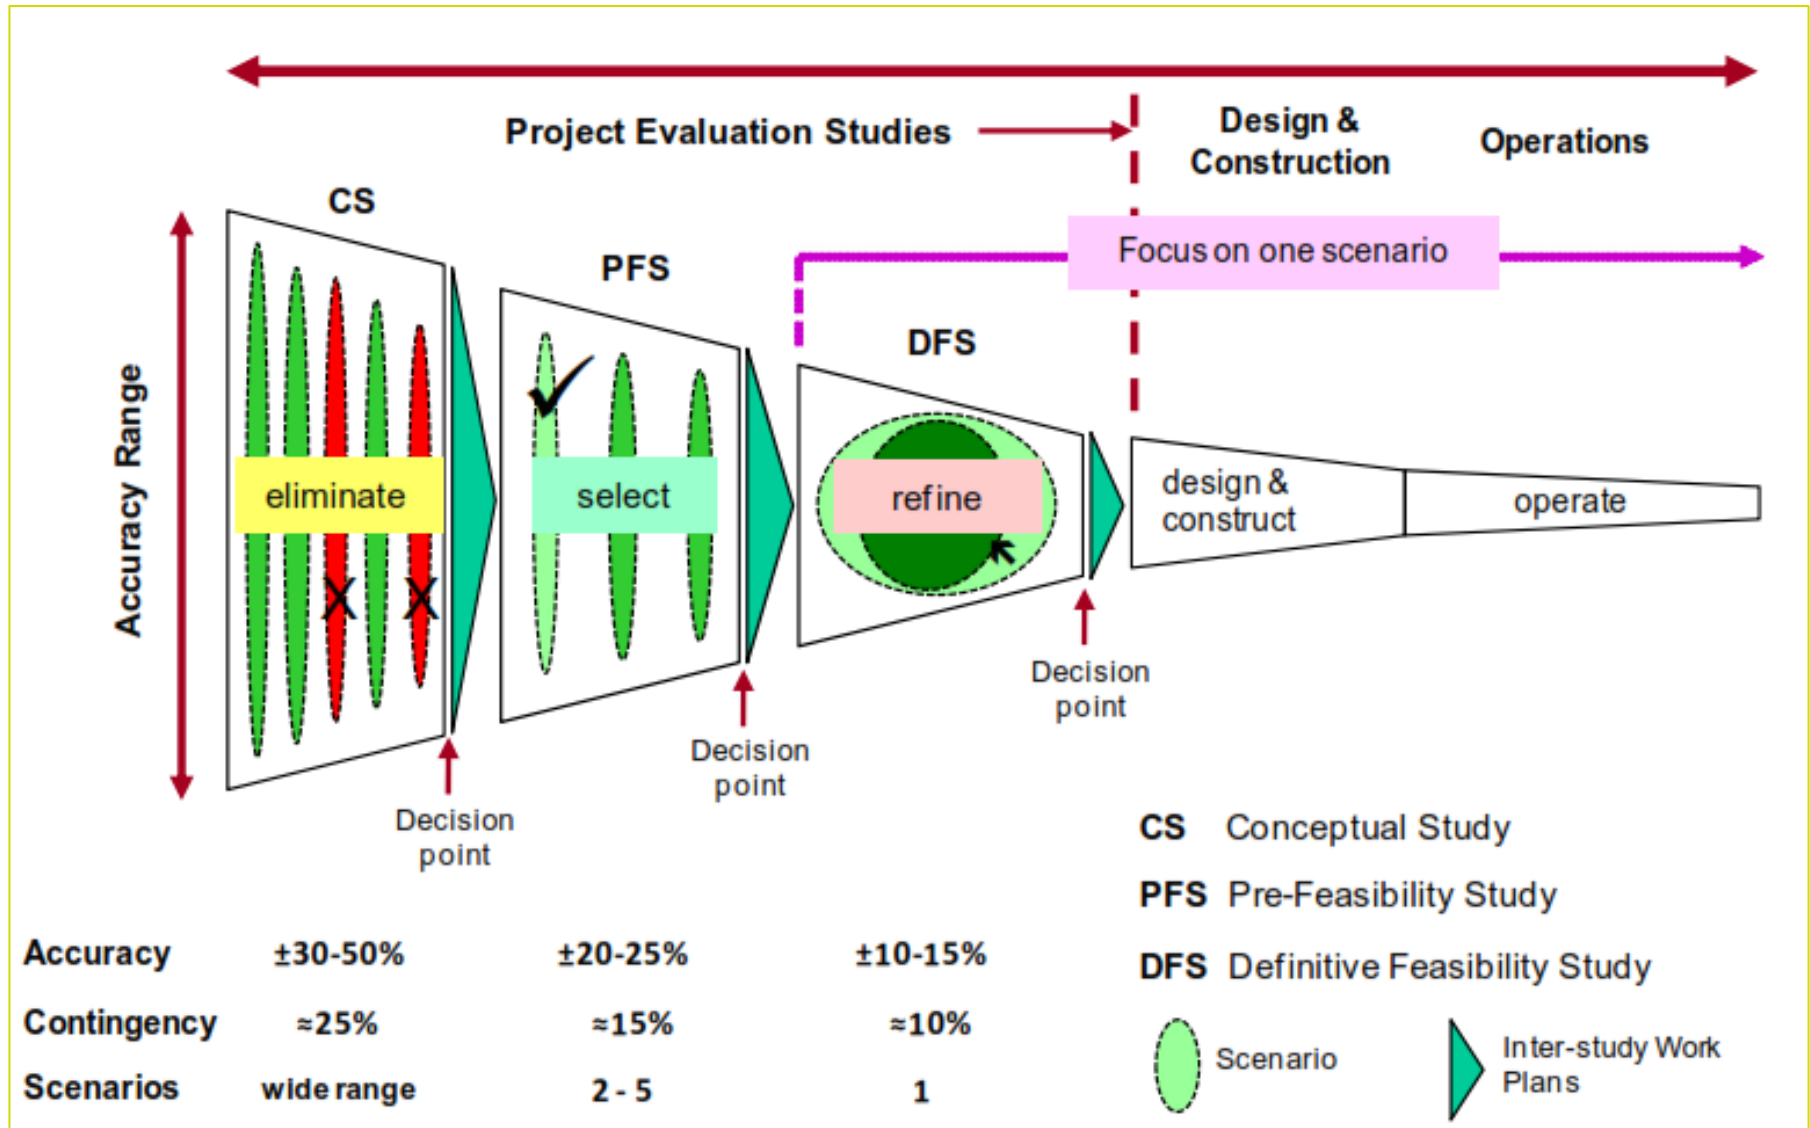 Project Evaluation Studies
Design &
Construction
Operations
CS
PFS
DFS
Focus on one scenario
Accuracy Range
eliminate
select
refine
design &
construct
operate
X
X
Decision
point
Decision
point
Decision
point
CS Conceptual Study
PFS Pre-Feasibility Study
DFS Definitive Feasibility Study
Scenario
Inter-study Work
Plans
Accuracy ±30-50% ±20-25% ±10-15%
Contingency ≈25% ≈15% ≈10%
Scenarios wide range 2 - 5 1